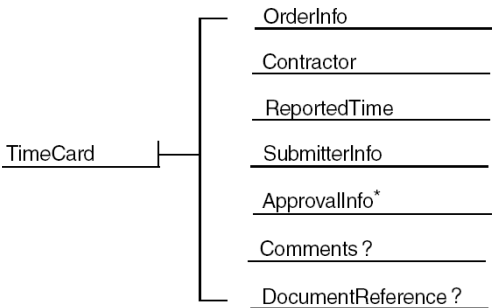 OrderInfo
Contractor
ReportedTime
TimeCard
SubmitterInfo
ApprovalInfo*
Comments ?
DocumentReference ?